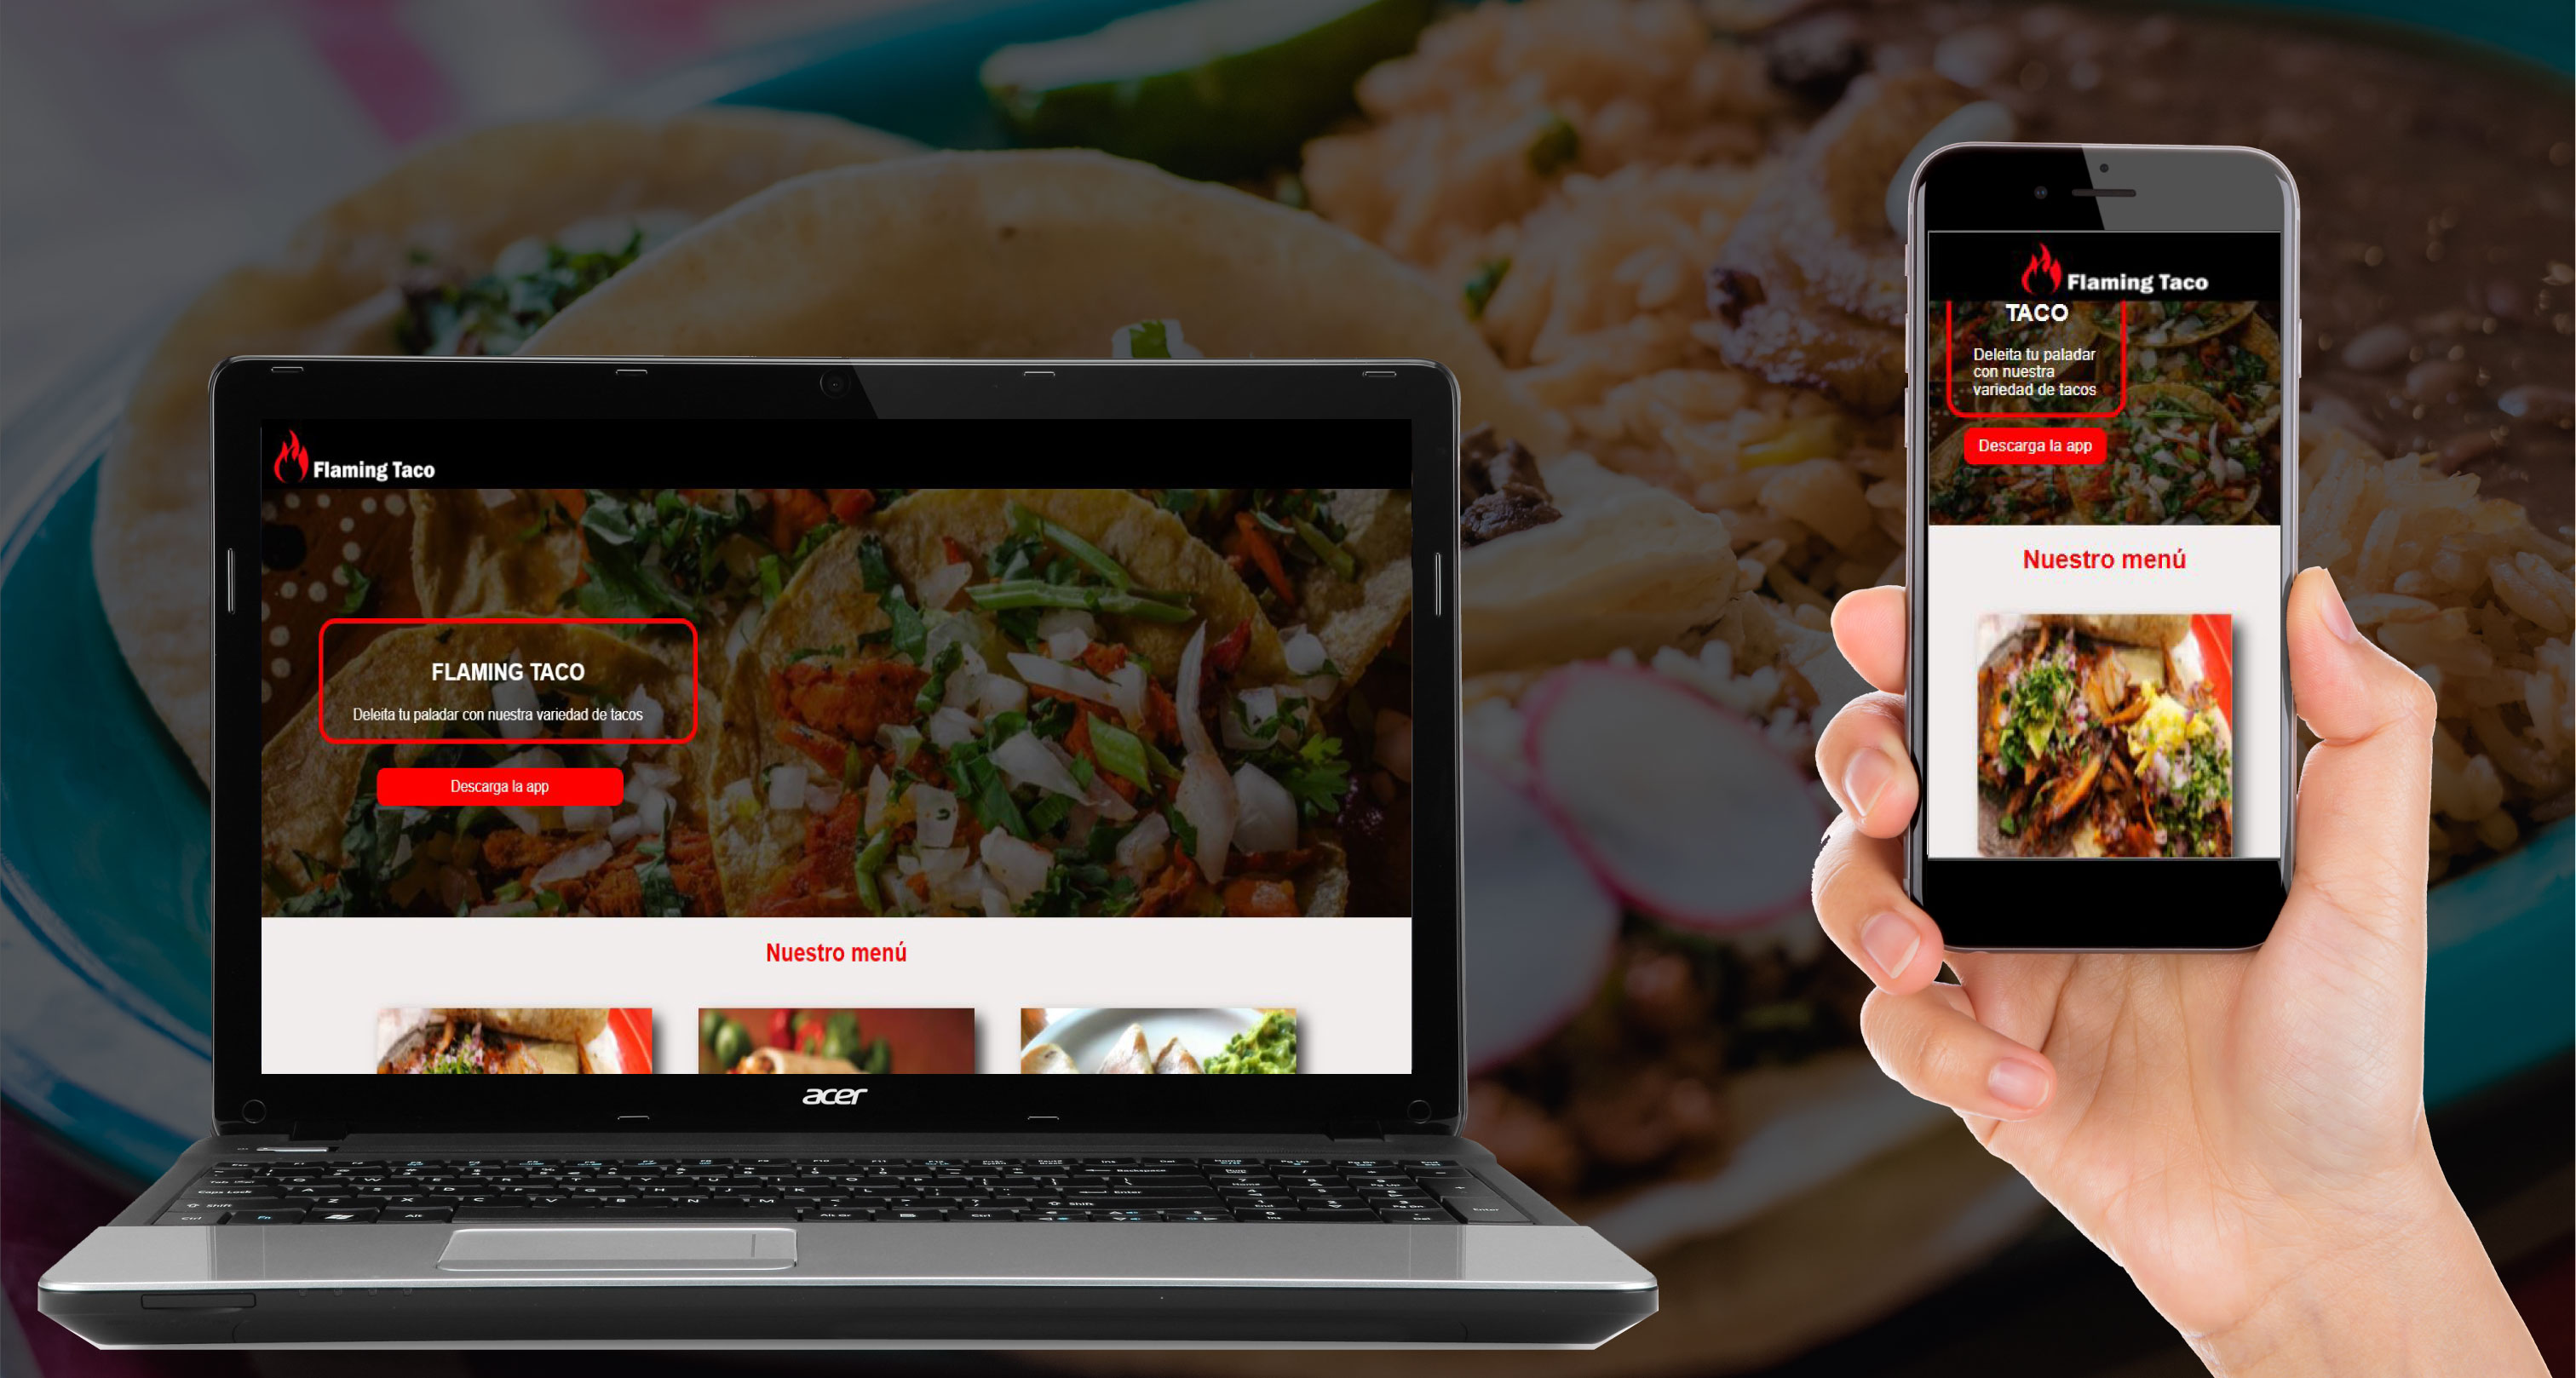 Flaming Taco
FLAMING TACO
Deleita tu paladar con nuestra variedad de tacos
Descarga la app
Nuestro menú
acer
Flaming Taco
TACO
Deleita tu paladar
con nuestra
variedad de tacos
Descarga la app
Nuestro menú